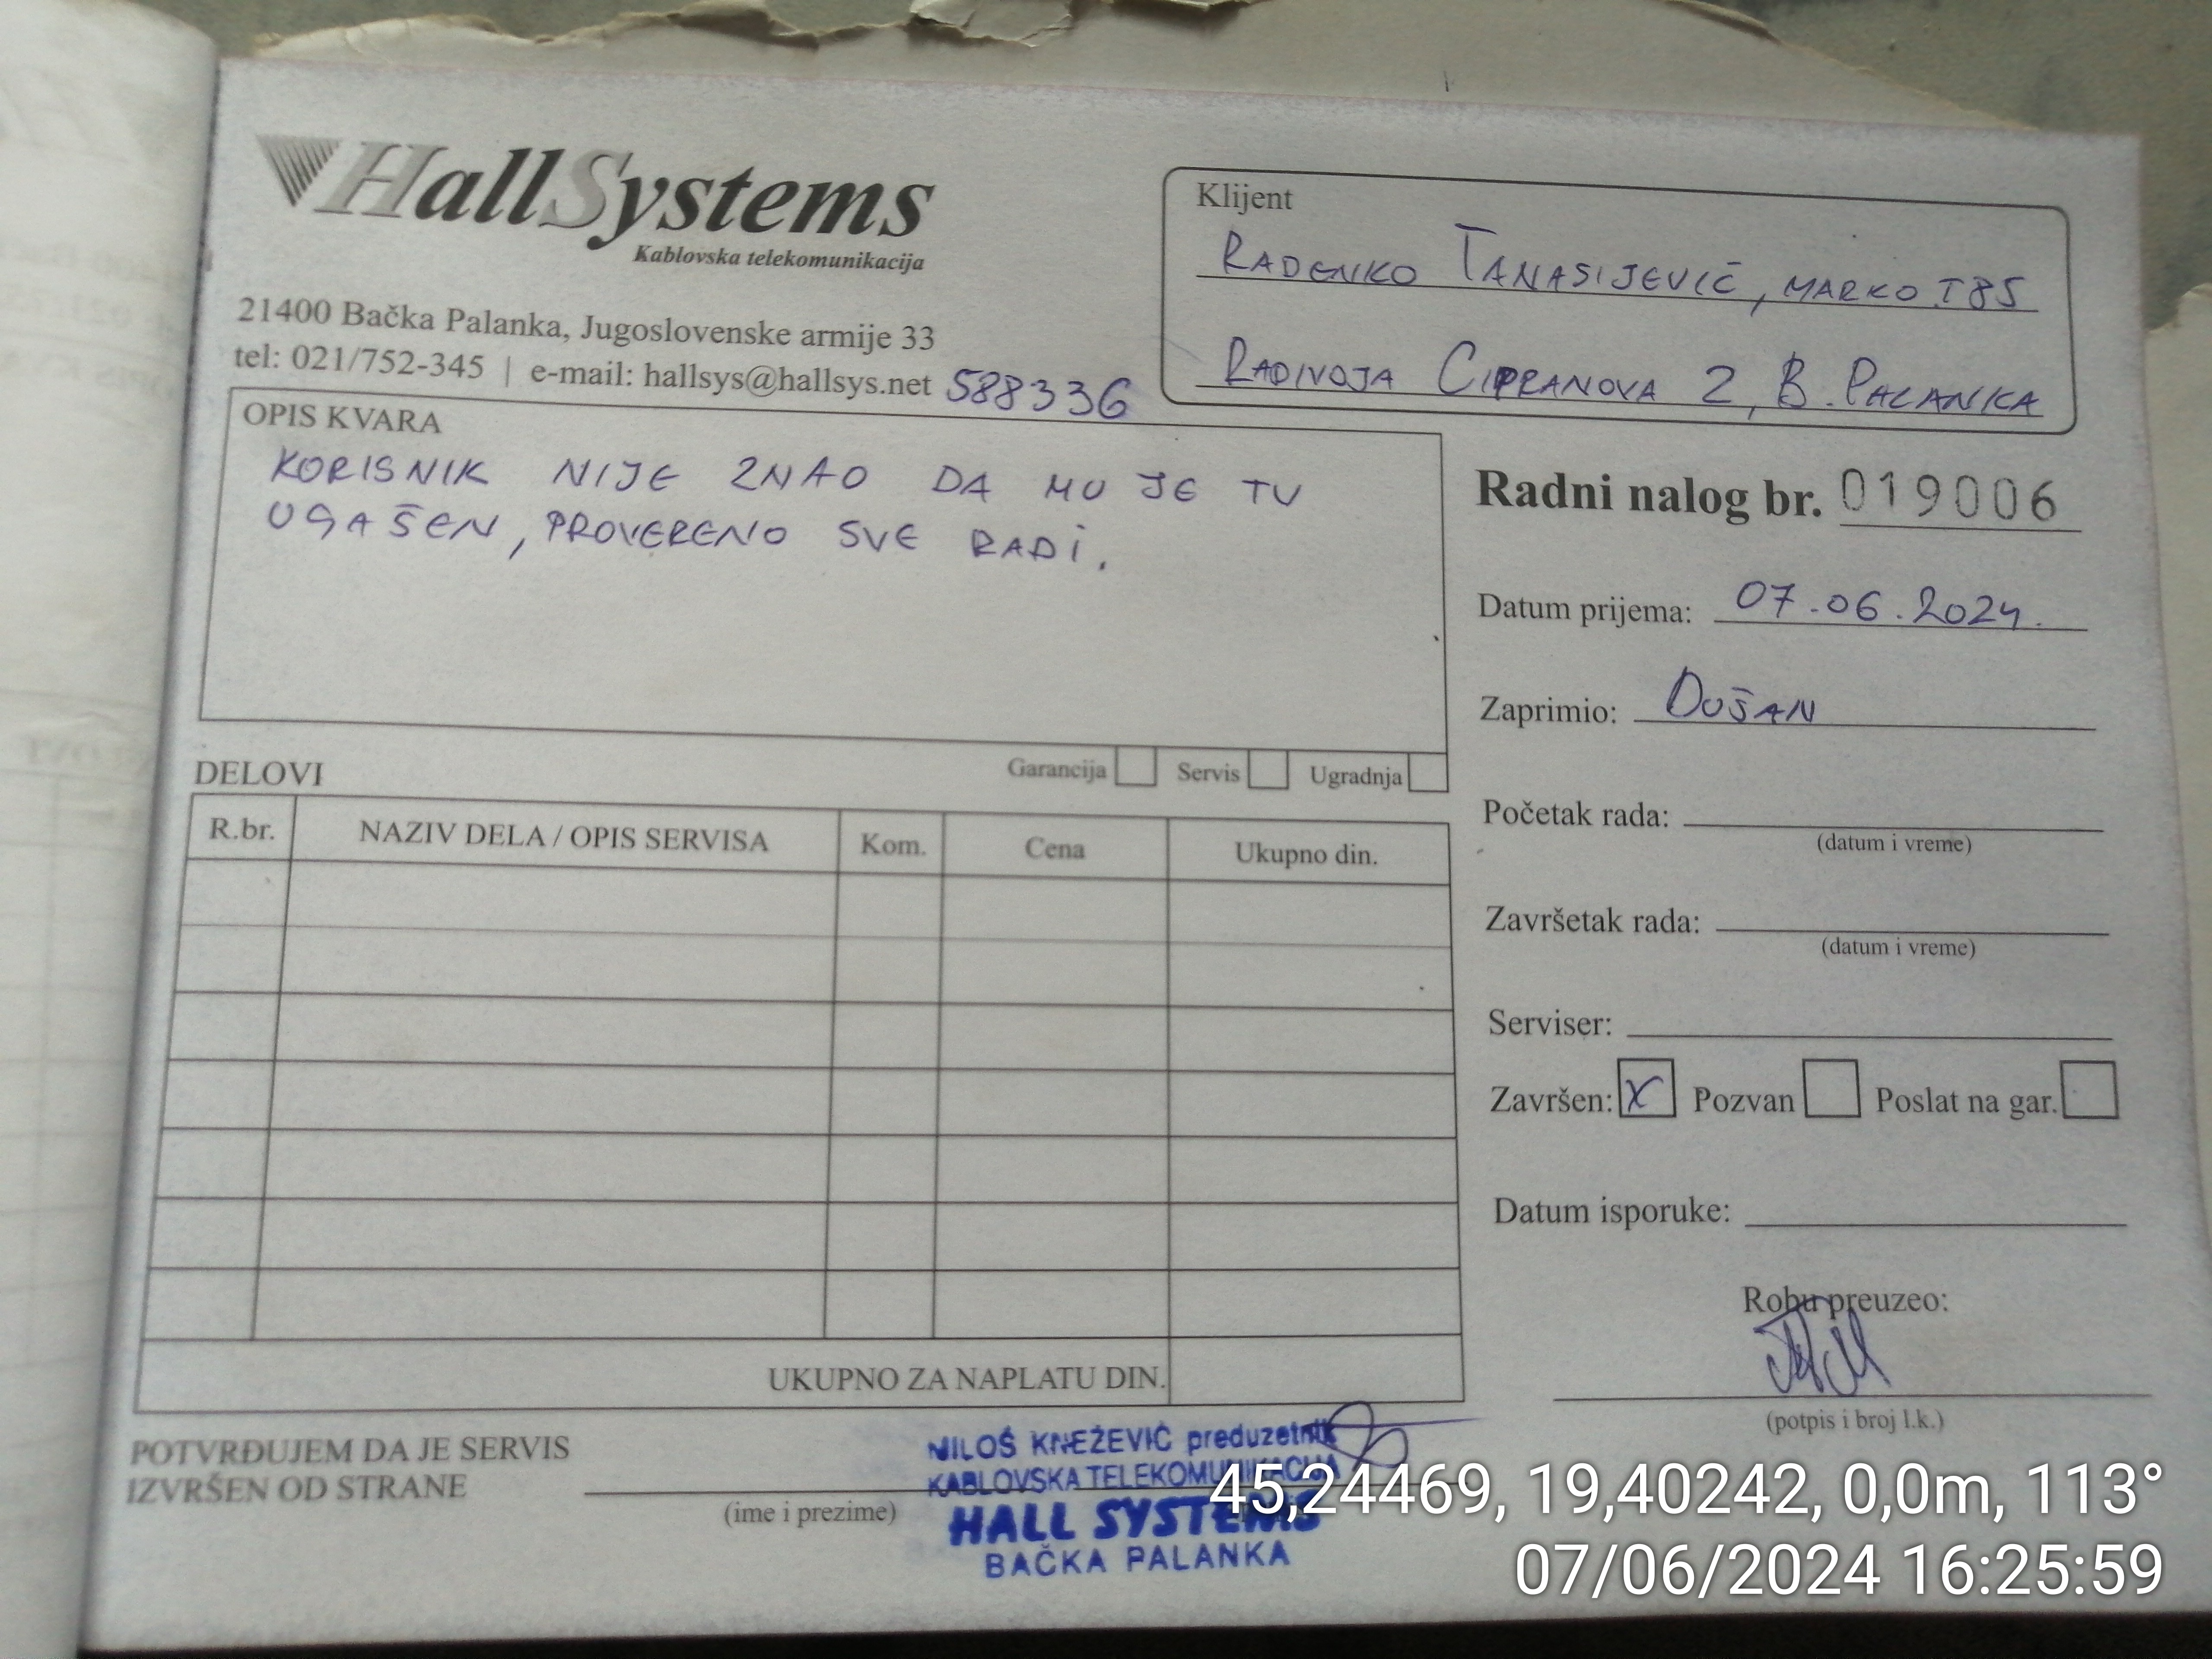 HallSystems
Kablovska telekomunikacija
21400 Bačka Palanka, Jugoslovenske armije 33
tel: 021/752-345 | e-mail: hallsys@hallsys.net 588336
Klijent
RADENKO TANASIJEVIĆ, MARKO.T85
RADIVOJA CIPRANOVA 2, B. PALANKA
OPIS KVARA
KORISNIK NIJE ZNAO DA MU JE TV
UGAŠEN, PROVERENO SVE RADI.
Garancija Servis Ugradnja
Radni nalog br. 019006
Datum prijema: 07.06.2024.
Zaprimio: DUŠAN
Početak rada:
(datum i vreme)
Završetak rada:
(datum i vreme)
Serviser:
Završen: X Pozvan Poslat na gar.
Datum isporuke:
Robu preuzeo:
(potpis i broj l.k.)
DELOVI
R.br. NAZIV DELA / OPIS SERVISA Kom. Cena Ukupno din.
UKUPNO ZA NAPLATU DIN.
POTVRĐUJEM DA JE SERVIS
IZVRŠEN OD STRANE
(ime i prezime)
MILOŠ KNEŽEVIĆ preduzetnik
KABLOVSKA TELEKOMUNIKACIJA
HALL SYSTEMS
BAČKA PALANKA
45,24469, 19,40242, 0,0m, 113°
07/06/2024 16:25:59